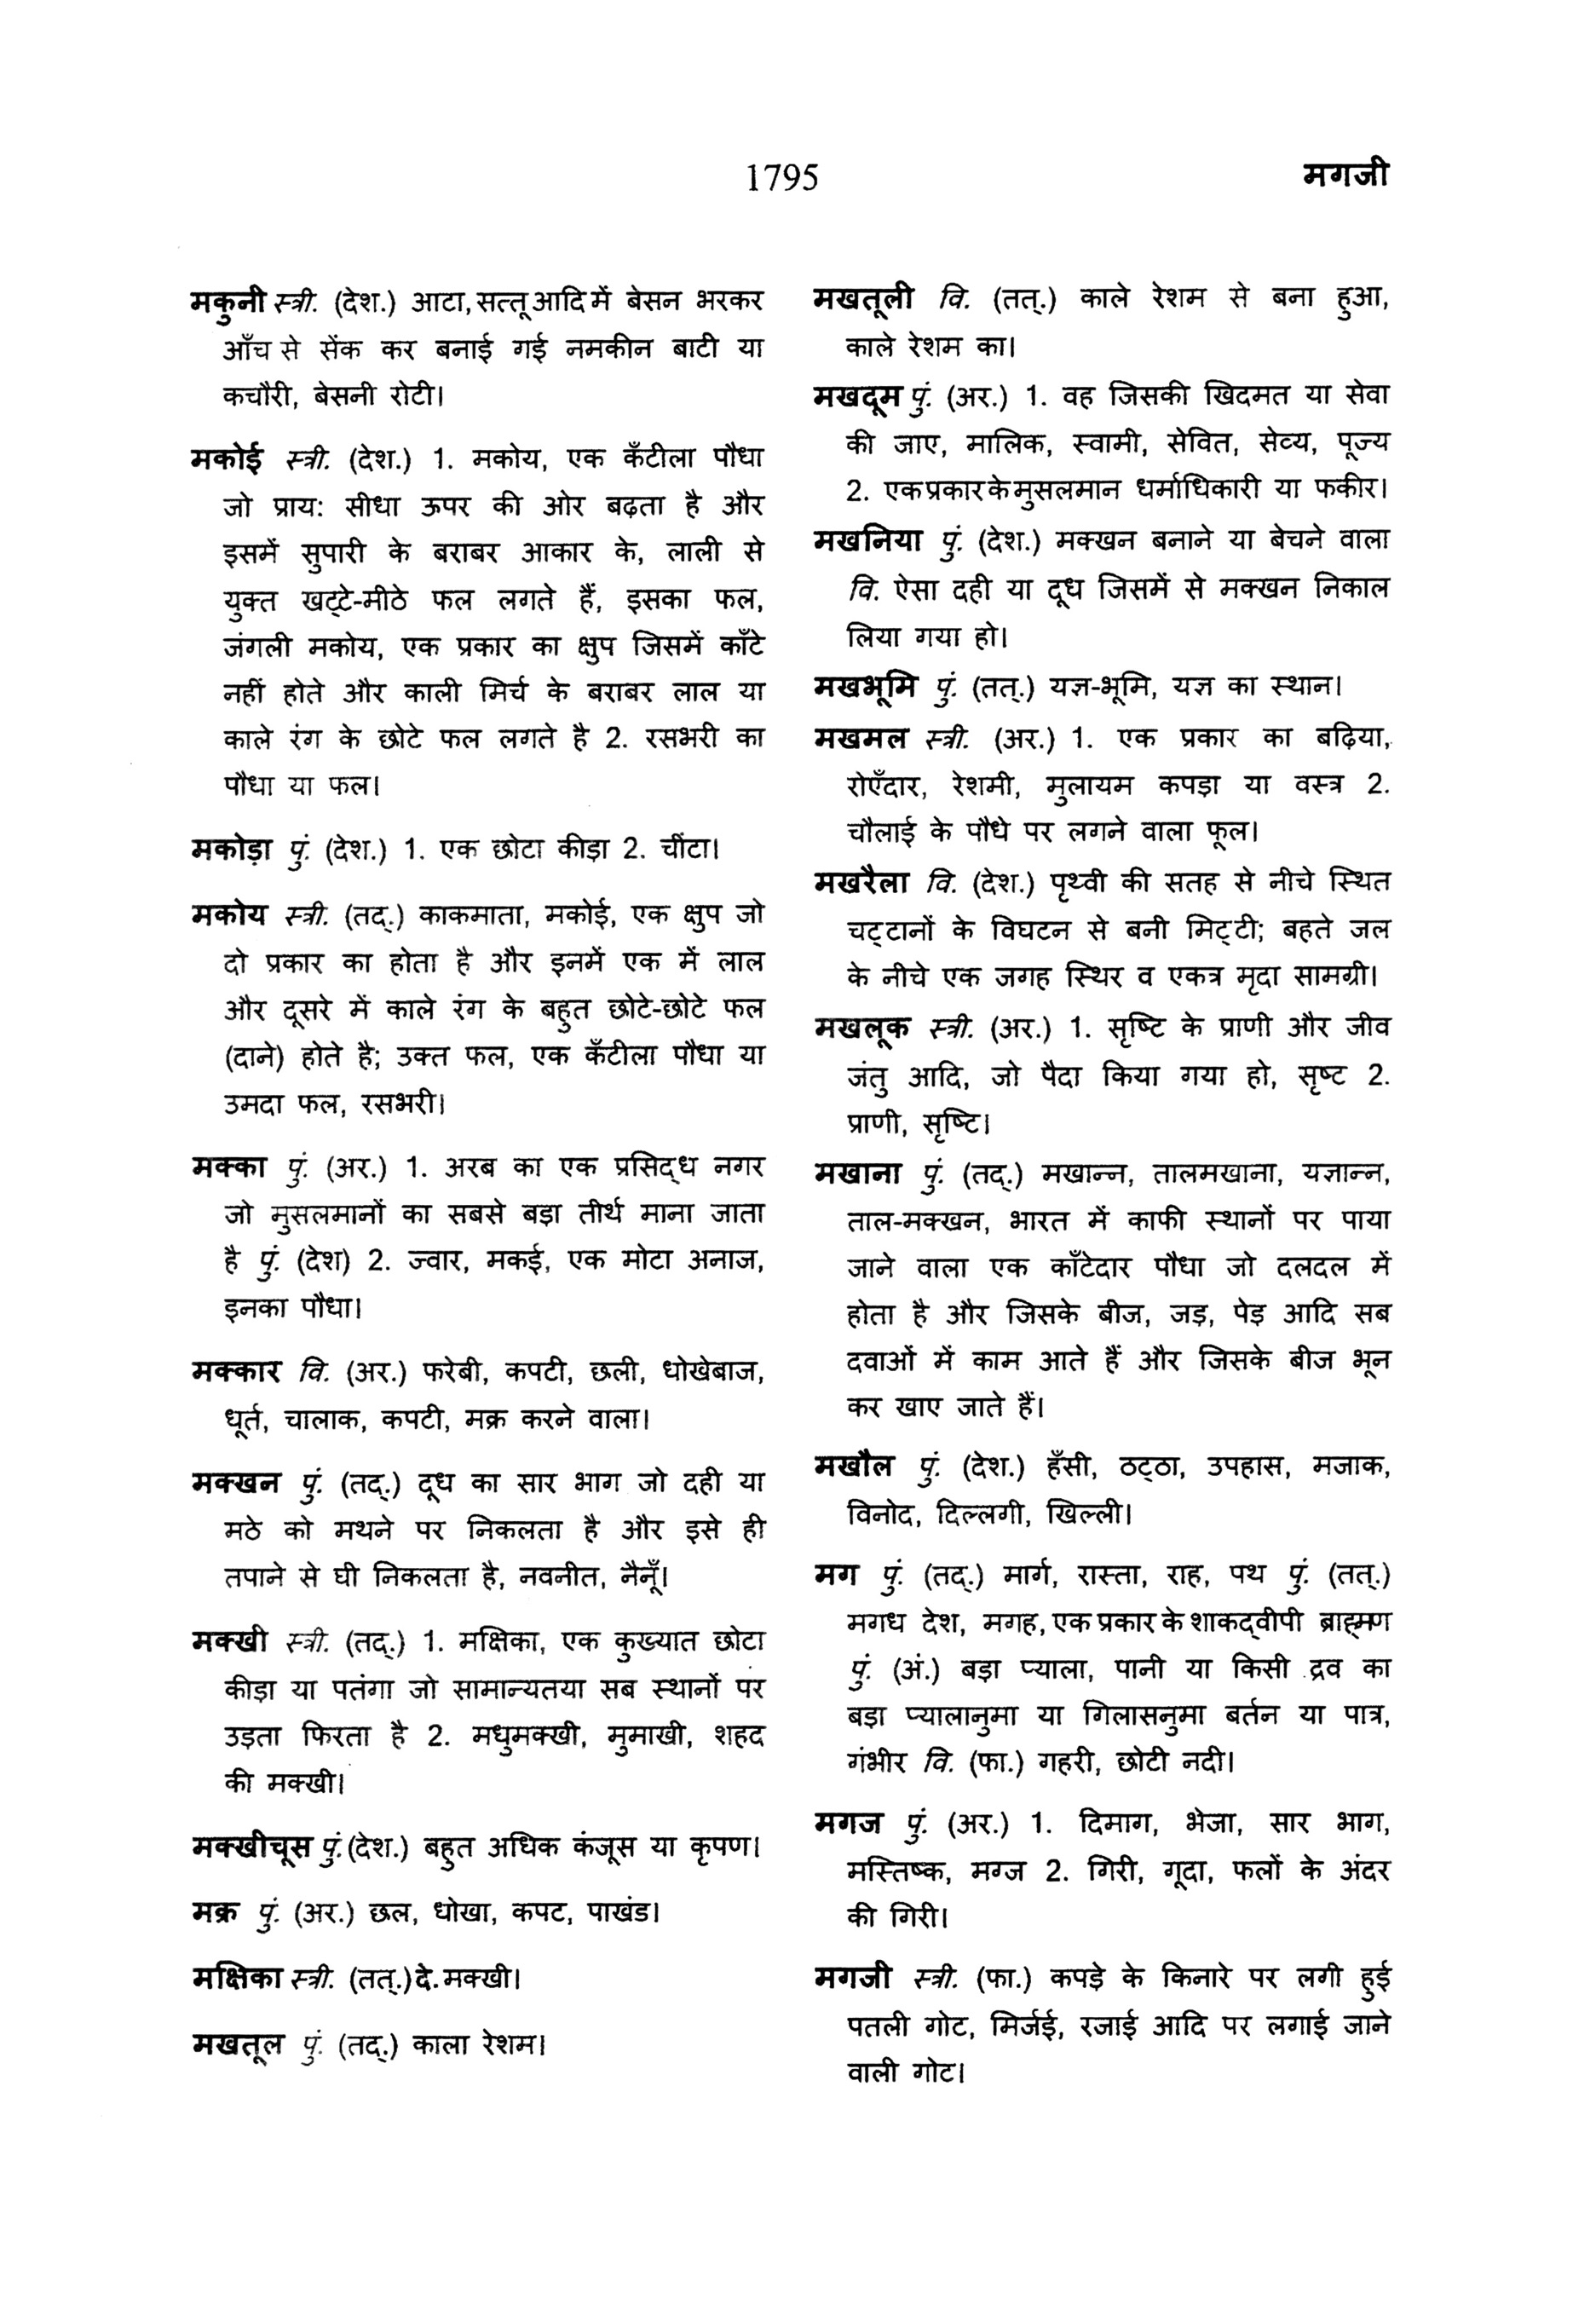 1795
मगजी
मकुनी स्त्री. (देश.) आटा, सत्तू आदि में बेसन भरकर
आँच से सेंक कर बनाई गई नमकीन बाटी या
कचौरी, बेसनी रोटी।
मकोई स्त्री. (देश.) 1. मकोय, एक कँटीला पौधा
जो प्राय: सीधा ऊपर की ओर बढ़ता है और
इसमें सुपारी के बराबर आकार के, लाली से
युक्त खट्‌टे-मीठे फल लगते हैं, इसका फल,
जंगली मकोय, एक प्रकार का क्षुप जिसमें काँटे
नहीं होते और काली मिर्च के बराबर लाल या
काले रंग के छोटे फल लगते है 2. रसभरी का
पौधा या फल।
मकोड़ा पुं. (देश.) 1. एक छोटा कीड़ा 2. चींटा।
मकोय स्त्री. (तद्.) काकमाता, मकोई, एक क्षुप जो
दो प्रकार का होता है और इनमें एक में लाल
और दूसरे में काले रंग के बहुत छोटे-छोटे फल
(दाने) होते है; उक्त फल, एक कँटीला पौधा या
उमदा फल, रसभरी।
मक्का पुं. (अर.) 1. अरब का एक प्रसिद्‌ध नगर
जो मुसलमानों का सबसे बड़ा तीर्थ माना जाता
है पुं. (देश) 2. ज्वार, मकई, एक मोटा अनाज,
इनका पौधा।
मक्कार वि. (अर.) फरेबी, कपटी, छली, धोखेबाज,
धूर्त, चालाक, कपटी, मक्र करने वाला।
मक्खन पुं. (तद्.) दूध का सार भाग जो दही या
मठे को मथने पर निकलता है और इसे ही
तपाने से घी निकलता है, नवनीत, नैनूँ।
मक्खी स्त्री. (तद्.) 1. मक्षिका, एक कुख्यात छोटा
कीड़ा या पतंगा जो सामान्यतया सब स्थानों पर
उड़ता फिरता है 2. मधुमक्खी, मुमाखी, शहद
की मक्खी।
मक्खीचूस पुं. (देश.) बहुत अधिक कंजूस या कृपण।
मक्र पुं. (अर.) छल, धोखा, कपट, पाखंड।
मक्षिका स्त्री. (तत्.) दे. मक्खी।
मखतूल पुं. (तद्.) काला रेशम।
मखतूली वि. (तत्.) काले रेशम से बना हुआ,
काले रेशम का।
मखदूम पुं. (अर.) 1. वह जिसकी खिदमत या सेवा
की जाए, मालिक, स्वामी, सेवित, सेव्य, पूज्य
2. एक प्रकार के मुसलमान धर्माधिकारी या फकीर।
मखनिया पुं. (देश.) मक्खन बनाने या बेचने वाला
वि. ऐसा दही या दूध जिसमें से मक्खन निकाल
लिया गया हो।
मखभूमि पुं. (तत्.) यज्ञ-भूमि, यज्ञ का स्थान।
मखमल स्त्री. (अर.) 1. एक प्रकार का बढ़िया,
रोएँदार, रेशमी, मुलायम कपड़ा या वस्त्र 2.
चौलाई के पौधे पर लगने वाला फूल।
मखरैला वि. (देश.) पृथ्वी की सतह से नीचे स्थित
चट्‌टानों के विघटन से बनी मिट्‌टी; बहते जल
के नीचे एक जगह स्थिर व एकत्र मृदा सामग्री।
मखलूक स्त्री. (अर.) 1. सृष्टि के प्राणी और जीव
जंतु आदि, जो पैदा किया गया हो, सृष्ट 2.
प्राणी, सृष्टि।
मखाना पुं. (तद्.) मखान्न, तालमखाना, यज्ञान्न,
ताल-मक्खन, भारत में काफी स्थानों पर पाया
जाने वाला एक काँटेदार पौधा जो दलदल में
होता है और जिसके बीज, जड़, पेड़ आदि सब
दवाओं में काम आते हैं और जिसके बीज भून
कर खाए जाते हैं।
मखौल पुं. (देश.) हँसी, ठट्‌ठा, उपहास, मजाक,
विनोद, दिल्लगी, खिल्ली।
मग पुं. (तद्.) मार्ग, रास्ता, राह, पथ पुं. (तत्.)
मगध देश, मगह, एक प्रकार के शाकद्‌वीपी ब्राह्मण
पुं. (अं.) बड़ा प्याला, पानी या किसी द्रव का
बड़ा प्यालानुमा या गिलासनुमा बर्तन या पात्र,
गंभीर वि. (फा.) गहरी, छोटी नदी।
मगज पुं. (अर.) 1. दिमाग, भेजा, सार भाग,
मस्तिष्क, मग्ज 2. गिरी, गूदा, फलों के अंदर
की गिरी।
मगजी स्त्री. (फा.) कपड़े के किनारे पर लगी हुई
पतली गोट, मिर्जई, रजाई आदि पर लगाई जाने
वाली गोट।